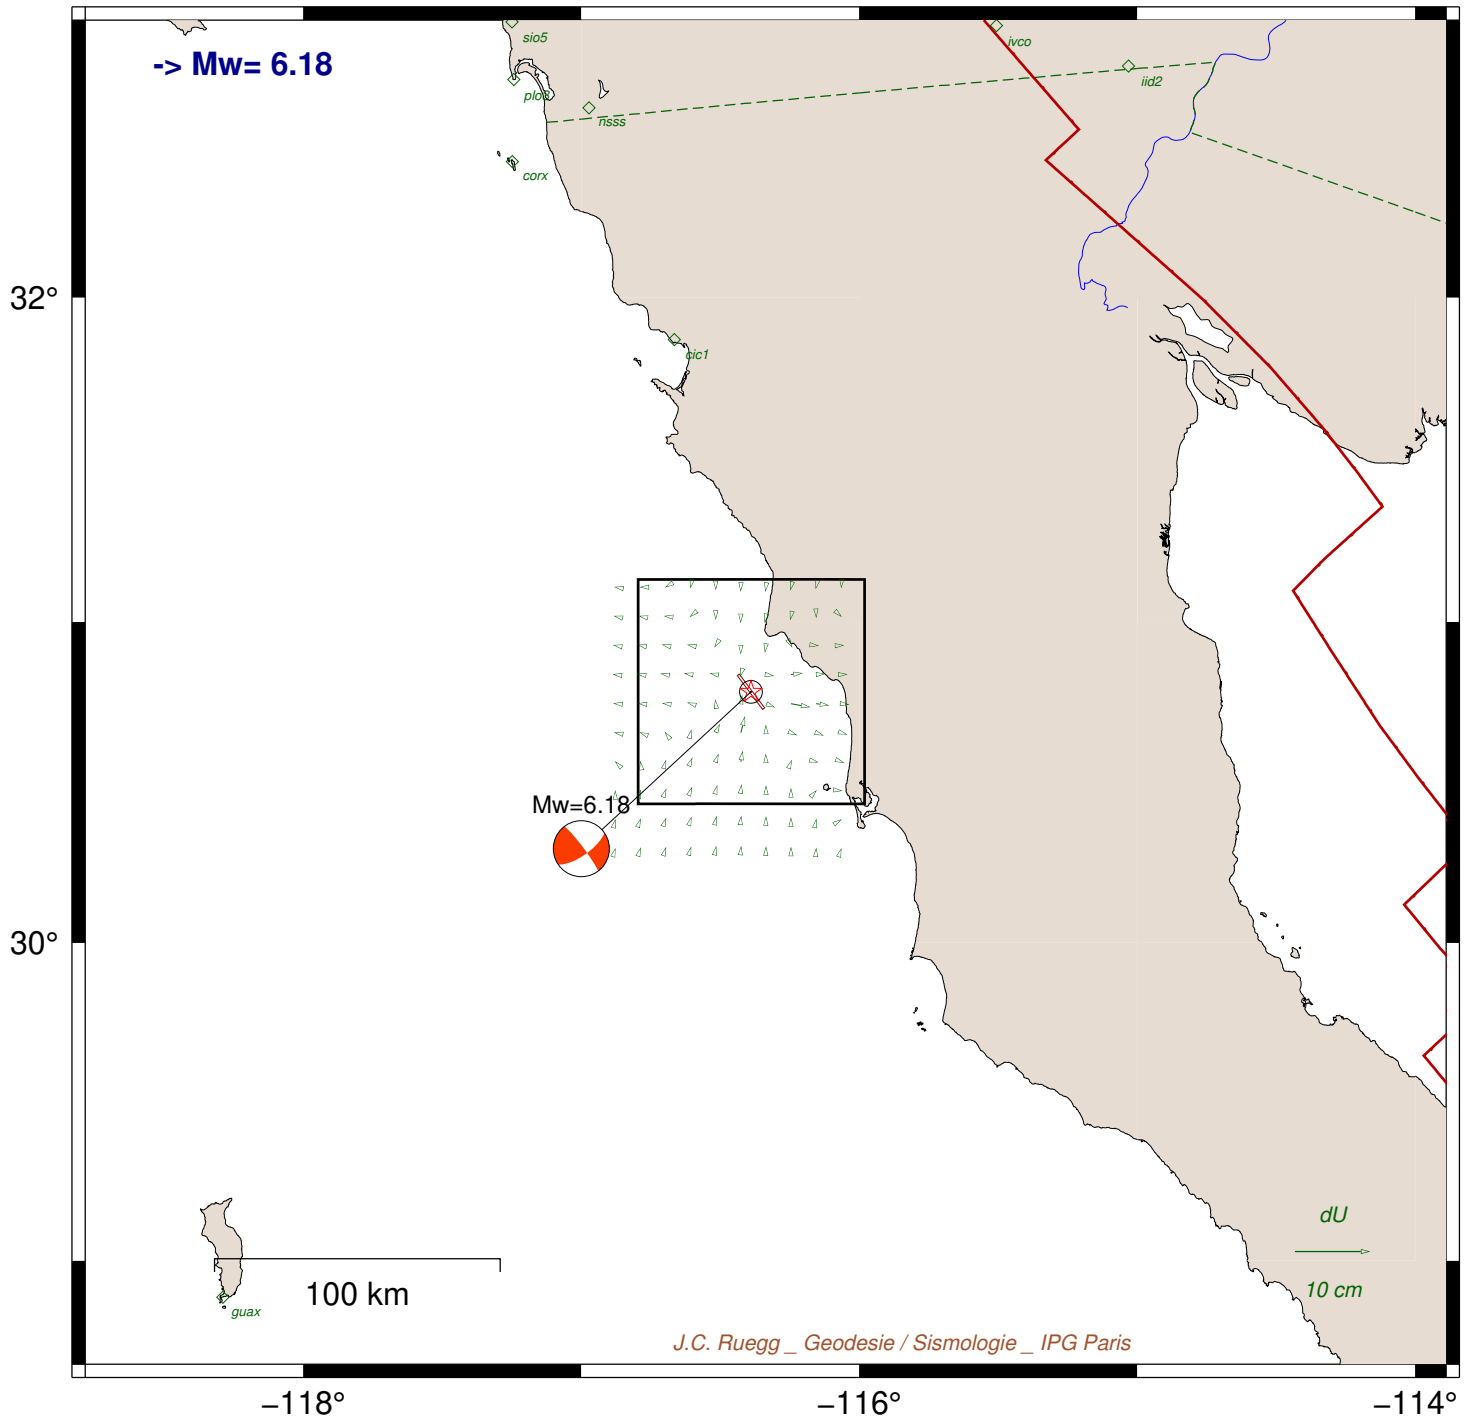 sio5
ivco
-> Mw= 6.18
iid2
plo3
nsss
corx
32°
cic1
Mw=6.18
30°
dU
100 km
10 cm
guax
J.C. Ruegg _ Geodesie / Sismologie _ IPG Paris
−118°
−116°
−114°